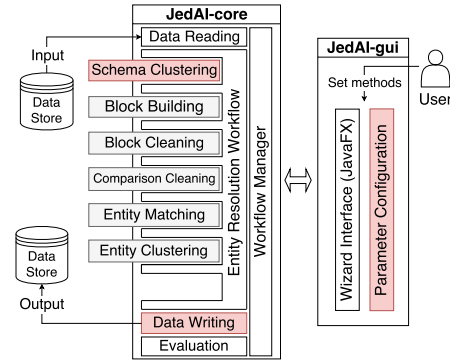 JedAI-core
Input
Data Reading
Data
Store
Schema Clustering
Block Building
Block Cleaning
Comparison Cleaning
Entity Matching
Entity Clustering
Data
Store
Output
Data Writing
Evaluation
Entity Resolution Workflow
Workflow Manager
JedAI-gui
Set methods
User
Wizard Interface (JavaFX)
Parameter Configuration